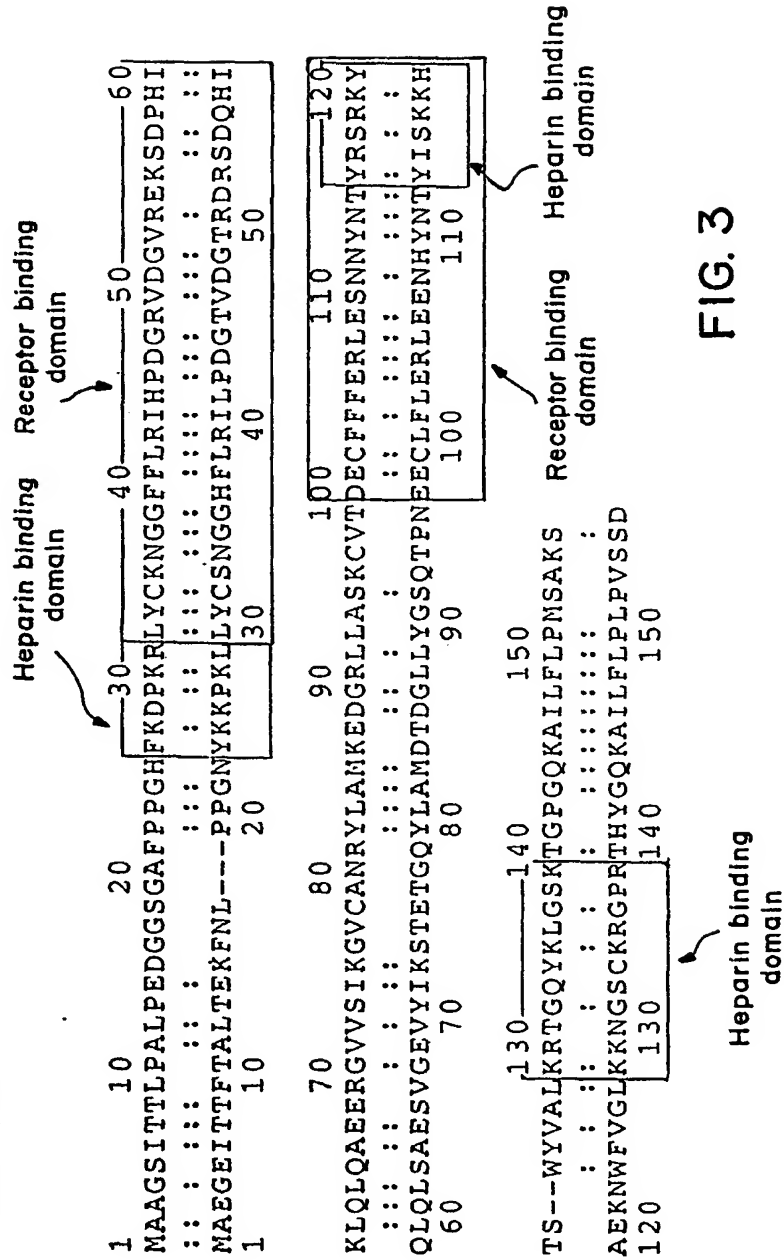 Heparin binding
domain
Receptor binding
domain
1 10 20 30 40 50 60
MAAGSITTLPALPEDGGSGAFPPGHFKDPKRLYCKNGGFFLRIHPDGRVDGVREKSDPHI
:: : ::: :: : ::: : :: ::: ::: :::: ::: ::: : :: ::
MAEGEITTFTALTEKFNL---PPGNYKKPKLLYCSNGGHFLRILPDGTVDGTRDRSDQHI
1 10 20 30 40 50
70 80 90 100 110 120
KLQLQAEERGVVSIKGVCANRYLAMKEDGRLLASKCVTDECFFFERLESNNYNTYRSRKY
::: :: : : :: :::: :: : : :: : :::: : ::::: : :
QLQLSAESVGEVYIKSTETGQYLAMDTDGLLYGSQTPNEECLFLERLEENHYNTYISKKH
60 70 80 90 100 110
Receptor binding
domain
Heparin binding
domain
130 140 150
TS--WYVALKRTGQYKLGSKTGPGQKAILFLPMSAKS
: : :: : : : : ::::::::: :
AEKNWFVGLKKNGSCKRGPRTHYGQKAILFLPLPVSSD
120 130 140 150
Heparin binding
domain
FIG. 3